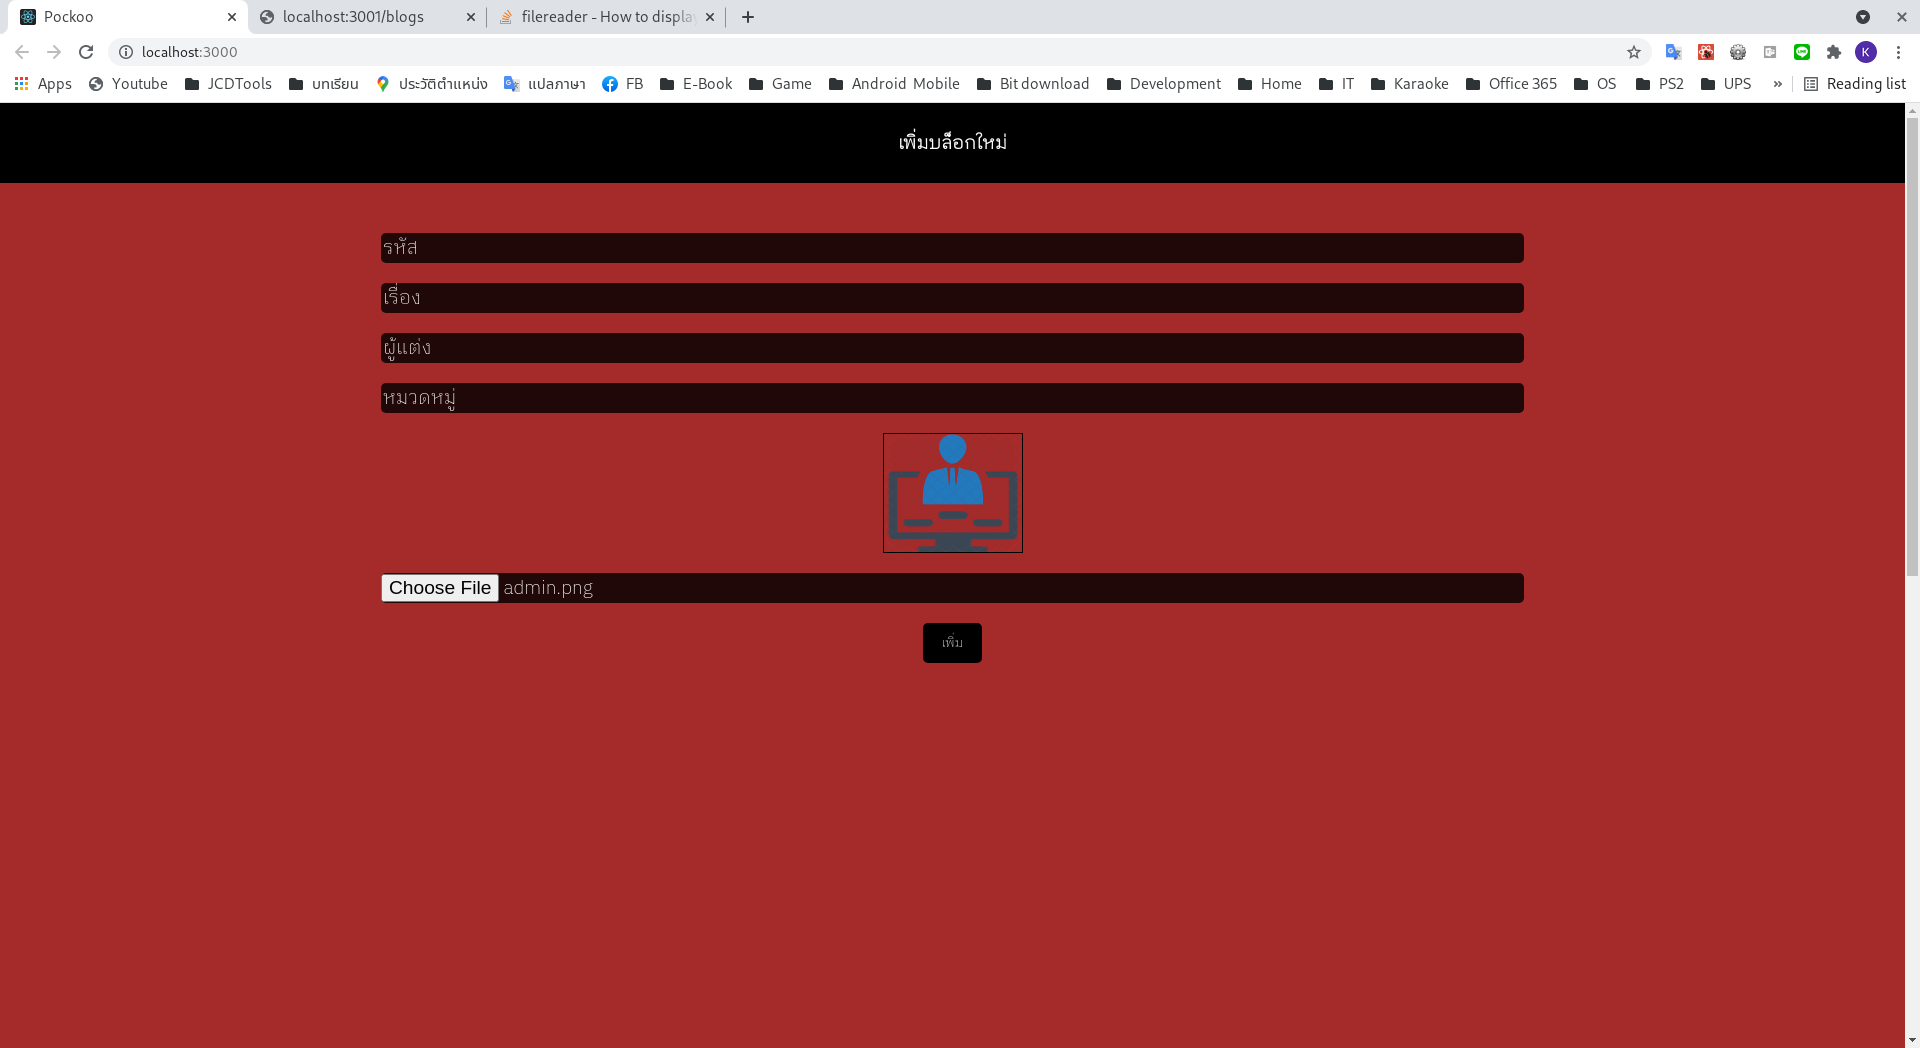 Pockoo
localhost:3001/blogs
filereader - How to display
localhost:3000
K
Apps Youtube JCDTools บทเรียน ประวัติตำแหน่ง แปลภาษา FB E-Book Game Android Mobile Bit download Development Home IT Karaoke Office 365 OS PS2 UPS » Reading list
เพิ่มบล็อกใหม่
รหัส
เรื่อง
ผู้แต่ง
หมวดหมู่
Choose File admin.png
เพิ่ม